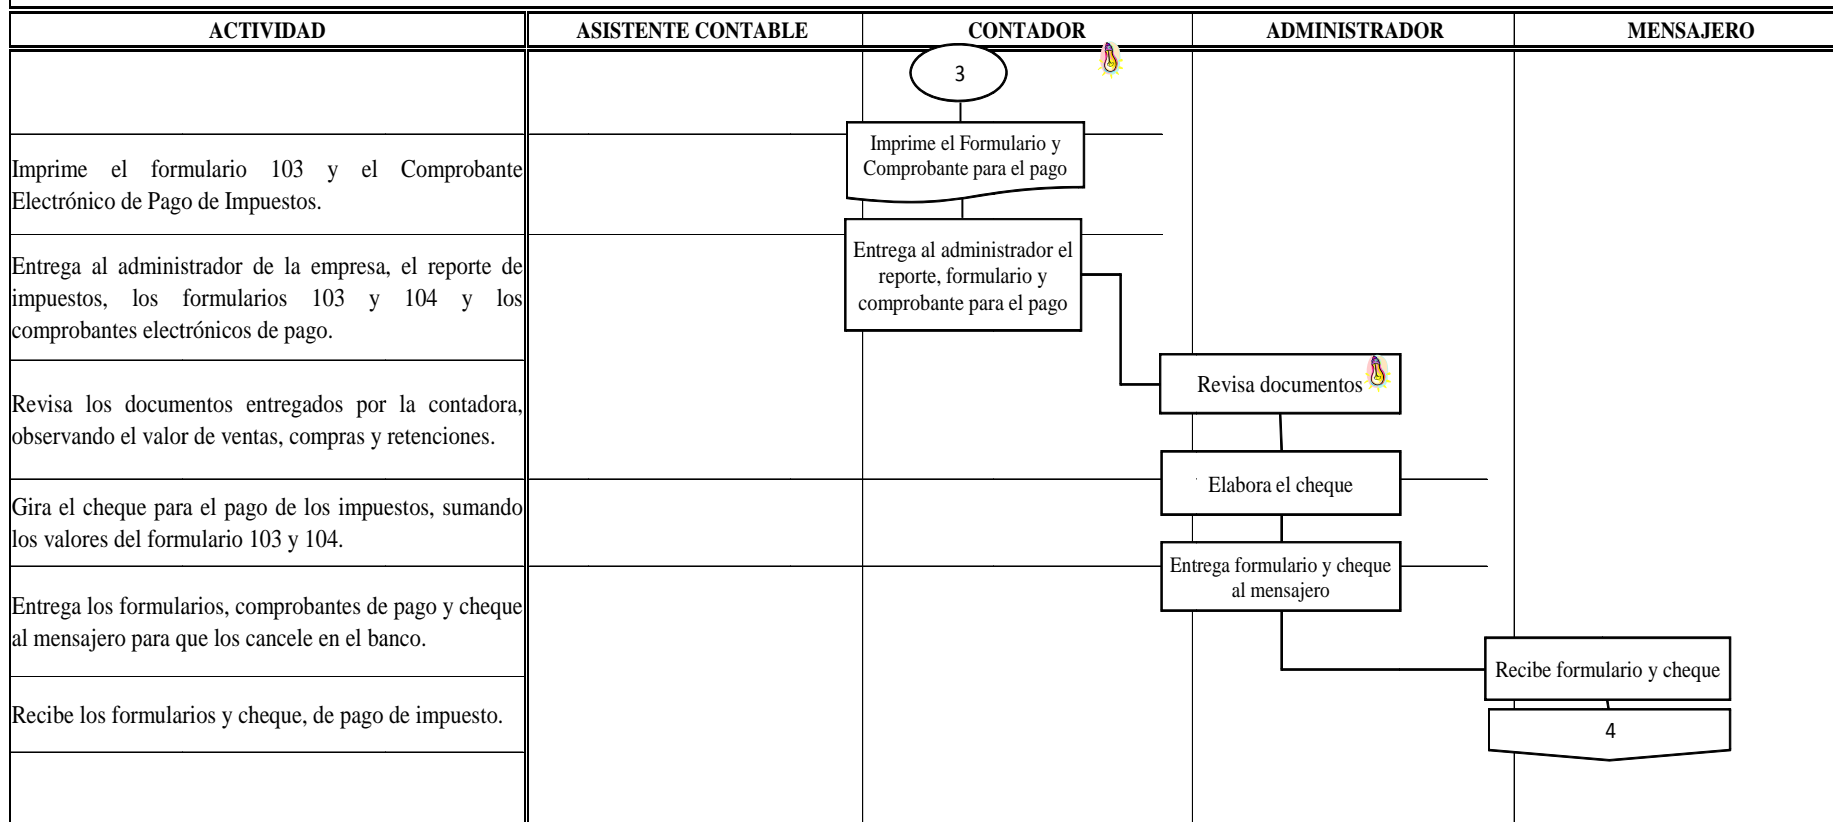 ACTIVIDAD
ASISTENTE CONTABLE
CONTADOR
ADMINISTRADOR
MENSAJERO
3
Imprime el formulario 103 y el Comprobante
Electrónico de Pago de Impuestos.
Imprime el Formulario y
Comprobante para el pago
Entrega al administrador de la empresa, el reporte de
impuestos, los formularios 103 y 104 y los
comprobantes electrónicos de pago.
Entrega al administrador el
reporte, formulario y
comprobante para el pago
Revisa los documentos entregados por la contadora,
observando el valor de ventas, compras y retenciones.
Revisa documentos
Gira el cheque para el pago de los impuestos, sumando
los valores del formulario 103 y 104.
Elabora el cheque
Entrega los formularios, comprobantes de pago y cheque
al mensajero para que los cancele en el banco.
Entrega formulario y cheque
al mensajero
Recibe los formularios y cheque, de pago de impuesto.
Recibe formulario y cheque
4